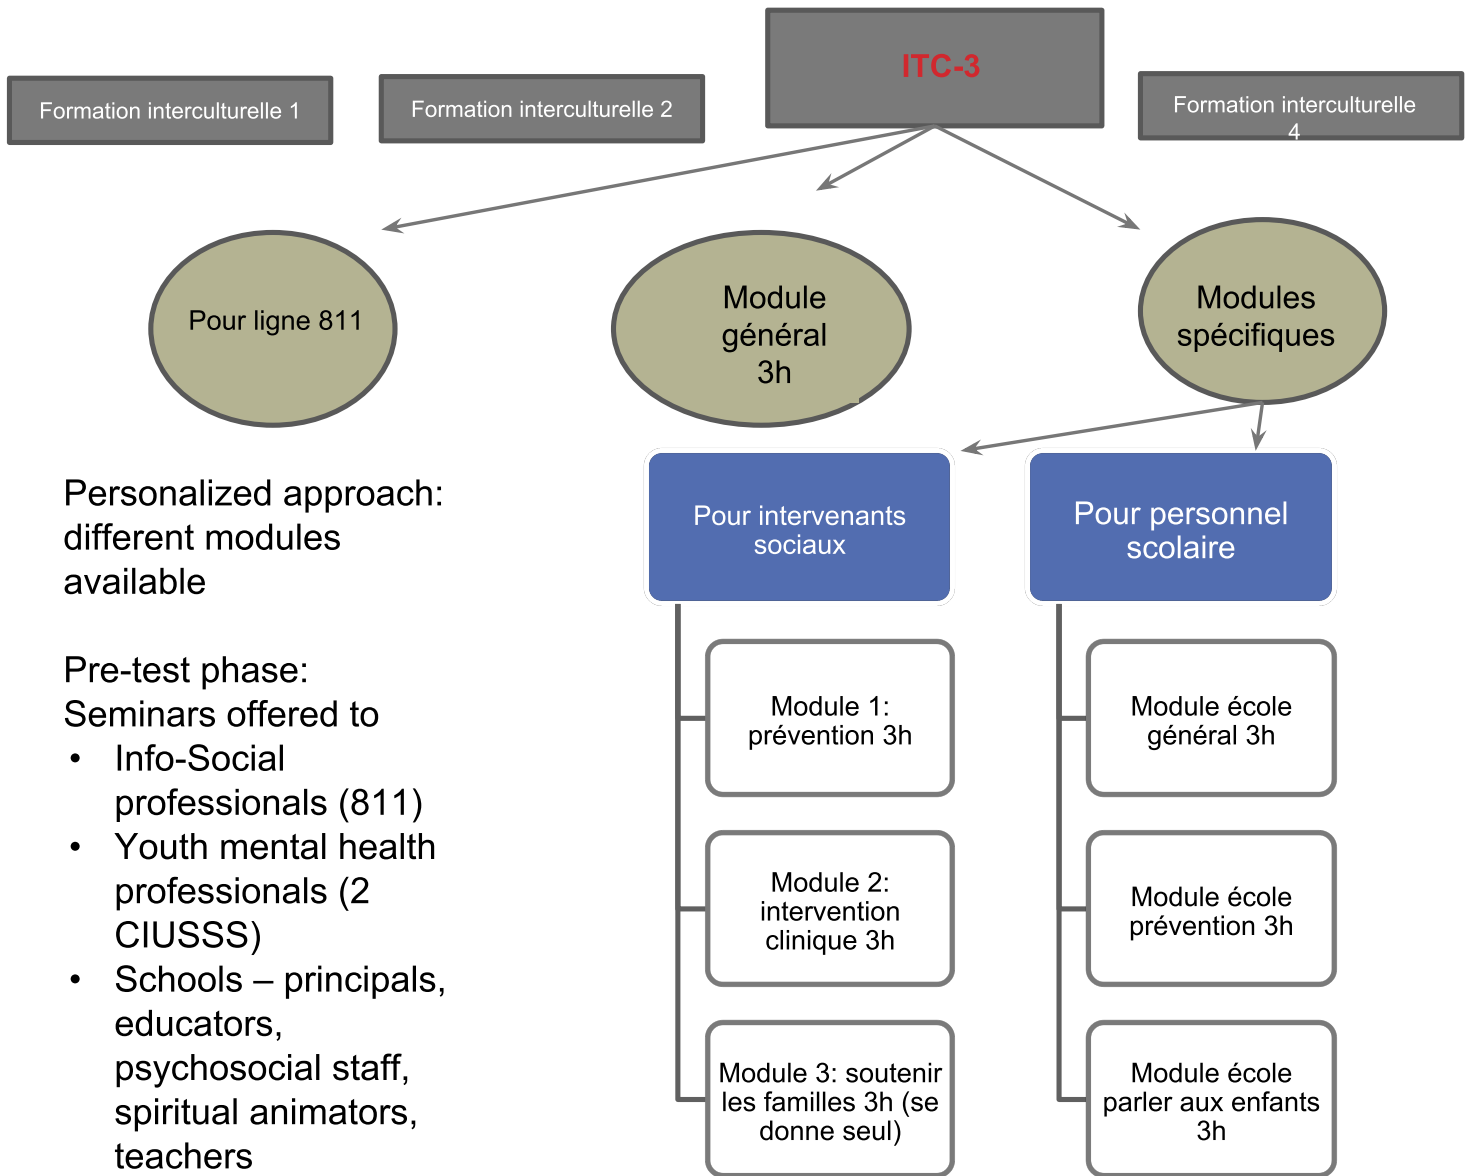 Formation interculturelle 1
Formation interculturelle 2
ITC-3
Formation interculturelle
4
Pour ligne 811
Module
général
3h
Modules
spécifiques
Personalized approach:
different modules
available
Pre-test phase:
Seminars offered to
• Info-Social
professionals (811)
• Youth mental health
professionals (2
CIUSSS)
• Schools – principals,
educators,
psychosocial staff,
spiritual animators,
teachers
Pour intervenants
sociaux
Module 1:
prévention 3h
Module 2:
intervention
clinique 3h
Module 3: soutenir
les familles 3h (se
donne seul)
Pour personnel
scolaire
Module école
général 3h
Module école
prévention 3h
Module école
parler aux enfants
3h